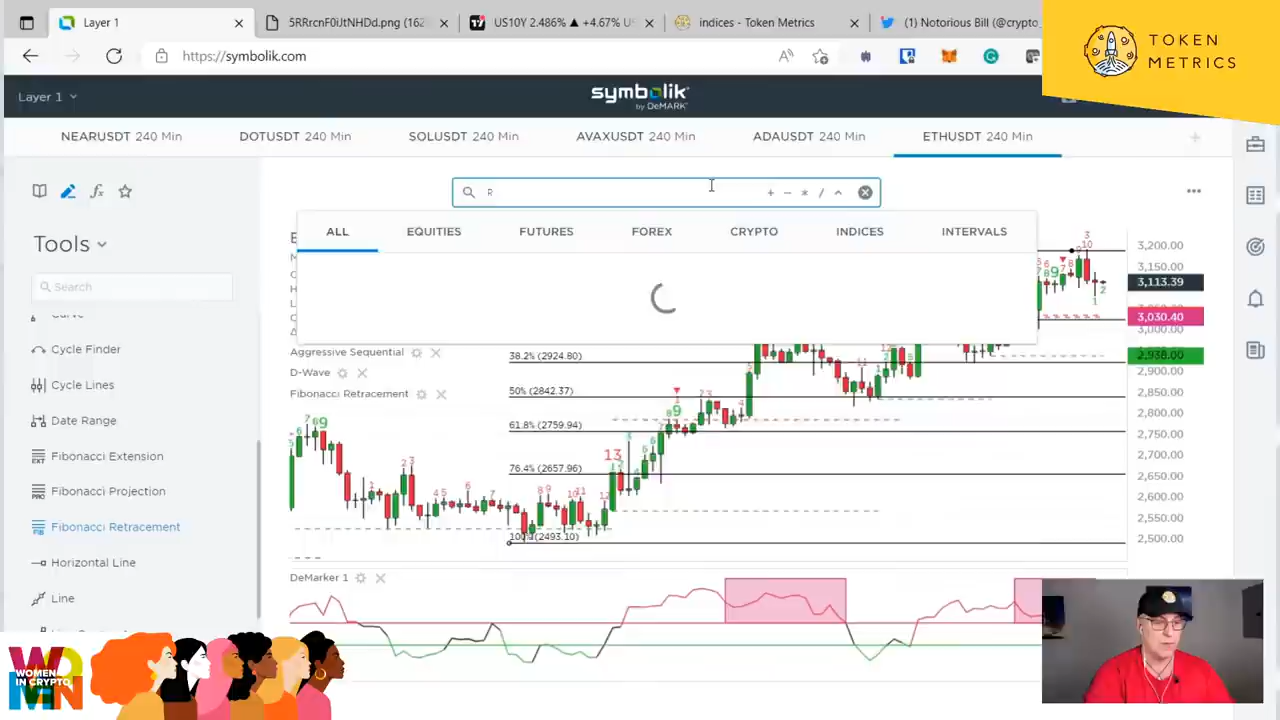 Layer 1
5RRrcnF0iJtNHDd.png (162
US10Y 2.486% ▲ +4.67% U
indices - Token Metrics
(1) Notorious Bill (@crypto_
https://symbolik.com
TOKEN
METRICS
Layer 1
symbolik
by DeMARK
NEARUSDT 240 Min
DOTUSDT 240 Min
SOLUSDT 240 Min
AVAXUSDT 240 Min
ADAUSDT 240 Min
ETHUSDT 240 Min
R
+ − * / ^
Tools
Search
ALL
EQUITIES
FUTURES
FOREX
CRYPTO
INDICES
INTERVALS
Cycle Finder
Cycle Lines
Date Range
Fibonacci Extension
Fibonacci Projection
Fibonacci Retracement
Horizontal Line
Line
Aggressive Sequential
D-Wave
Fibonacci Retracement
38.2% (2924.80)
50% (2842.37)
61.8% (2759.94)
76.4% (2657.96)
100% (2493.10)
3,200.00
3,150.00
3,113.39
3,030.40
3,000.00
2,938.00
2,900.00
2,850.00
2,800.00
2,750.00
2,700.00
2,650.00
2,600.00
2,550.00
2,500.00
DeMarker 1
WOMEN
IN CRYPTO